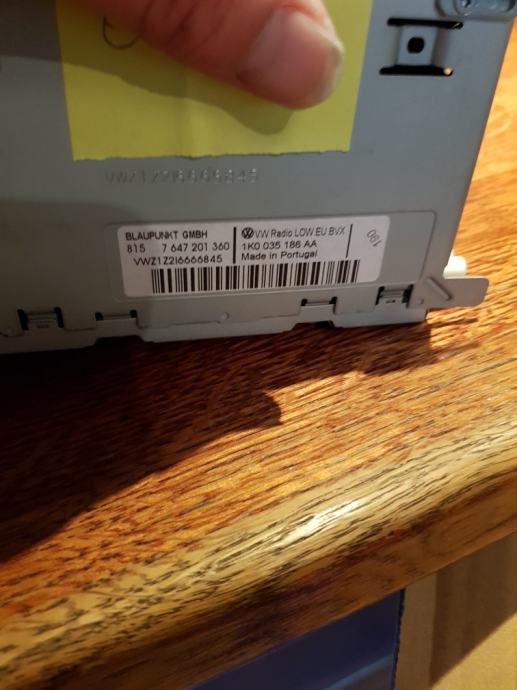 VWZ1Z2I6666845
BLAUPUNKT GMBH
815 7 647 201 360
VWZ1Z2I6666845
VW Radio LOW EU BVX
1K0 035 186 AA
Made in Portugal
061